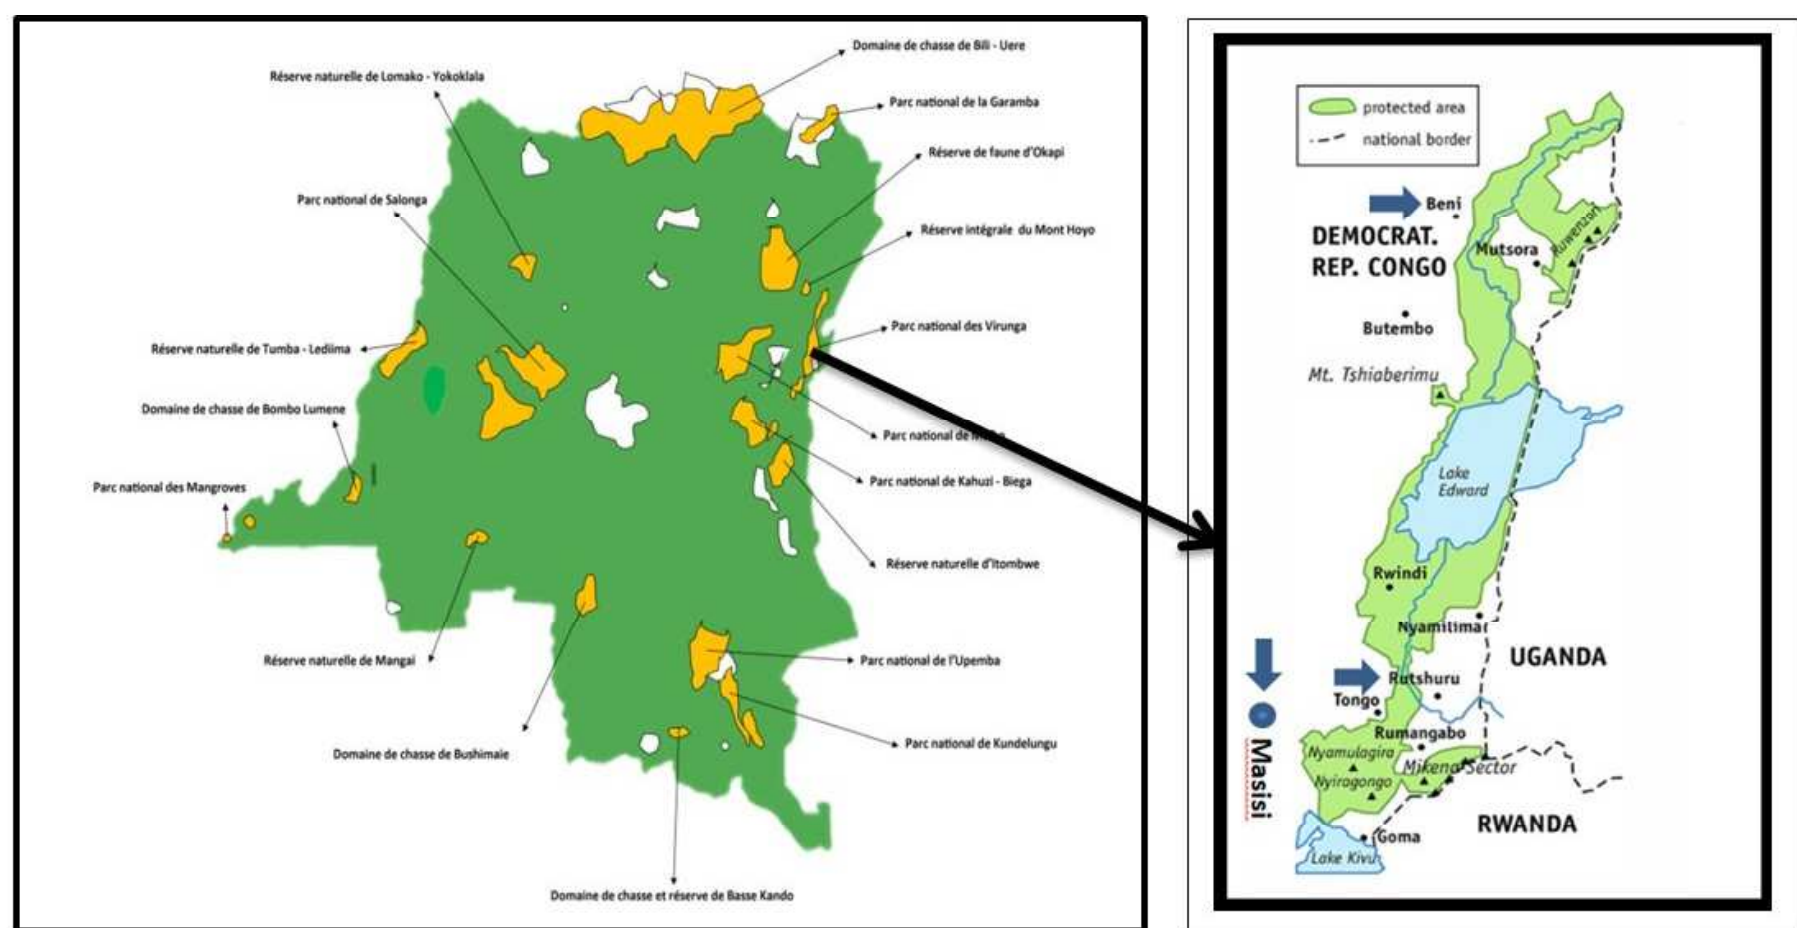 Domaine de chasse de Bili - Uere
Réserve naturelle de Lomako - Yokoklala
Parc national de la Garamba
Réserve de faune d'Okapi
Parc national de Salonga
Réserve intégrale du Mont Hoyo
Parc national des Virunga
Réserve naturelle de Tumba - Lediima
Domaine de chasse de Bombo Lumene
Parc national de
Parc national de Kahuzi - Biega
Parc national des Mangroves
Réserve naturelle d'Itombwe
Réserve naturelle de Mangai
Parc national de l'Upemba
Domaine de chasse de Bushimaie
Parc national de Kundelungu
Domaine de chasse et réserve de Basse Kando
protected area
national border
Beni
DEMOCRAT.
REP. CONGO
Mutsora
Ruwenzori
Butembo
Mt. Tshiaberimu
Lake
Edward
Rwindi
Nyamilima
UGANDA
Rutshuru
Tongo
Rumangabo
Nyamulagira
Mikeno Sector
Nyiragongo
Masisi
RWANDA
Goma
Lake Kivu